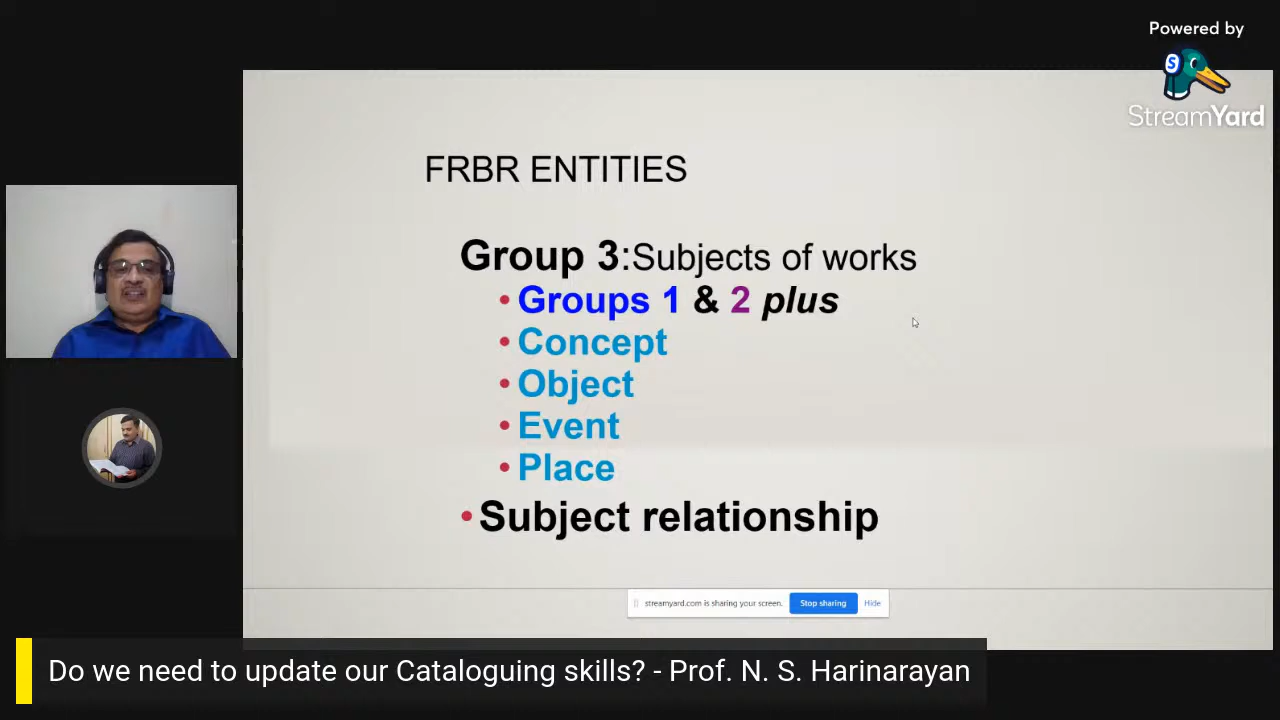 Powered by
StreamYard
FRBR ENTITIES
Group 3:Subjects of works
• Groups 1 & 2 plus
• Concept
• Object
• Event
• Place
• Subject relationship
streamyard.com is sharing your screen.
Stop sharing
Hide
Do we need to update our Cataloguing skills? - Prof. N. S. Harinarayan